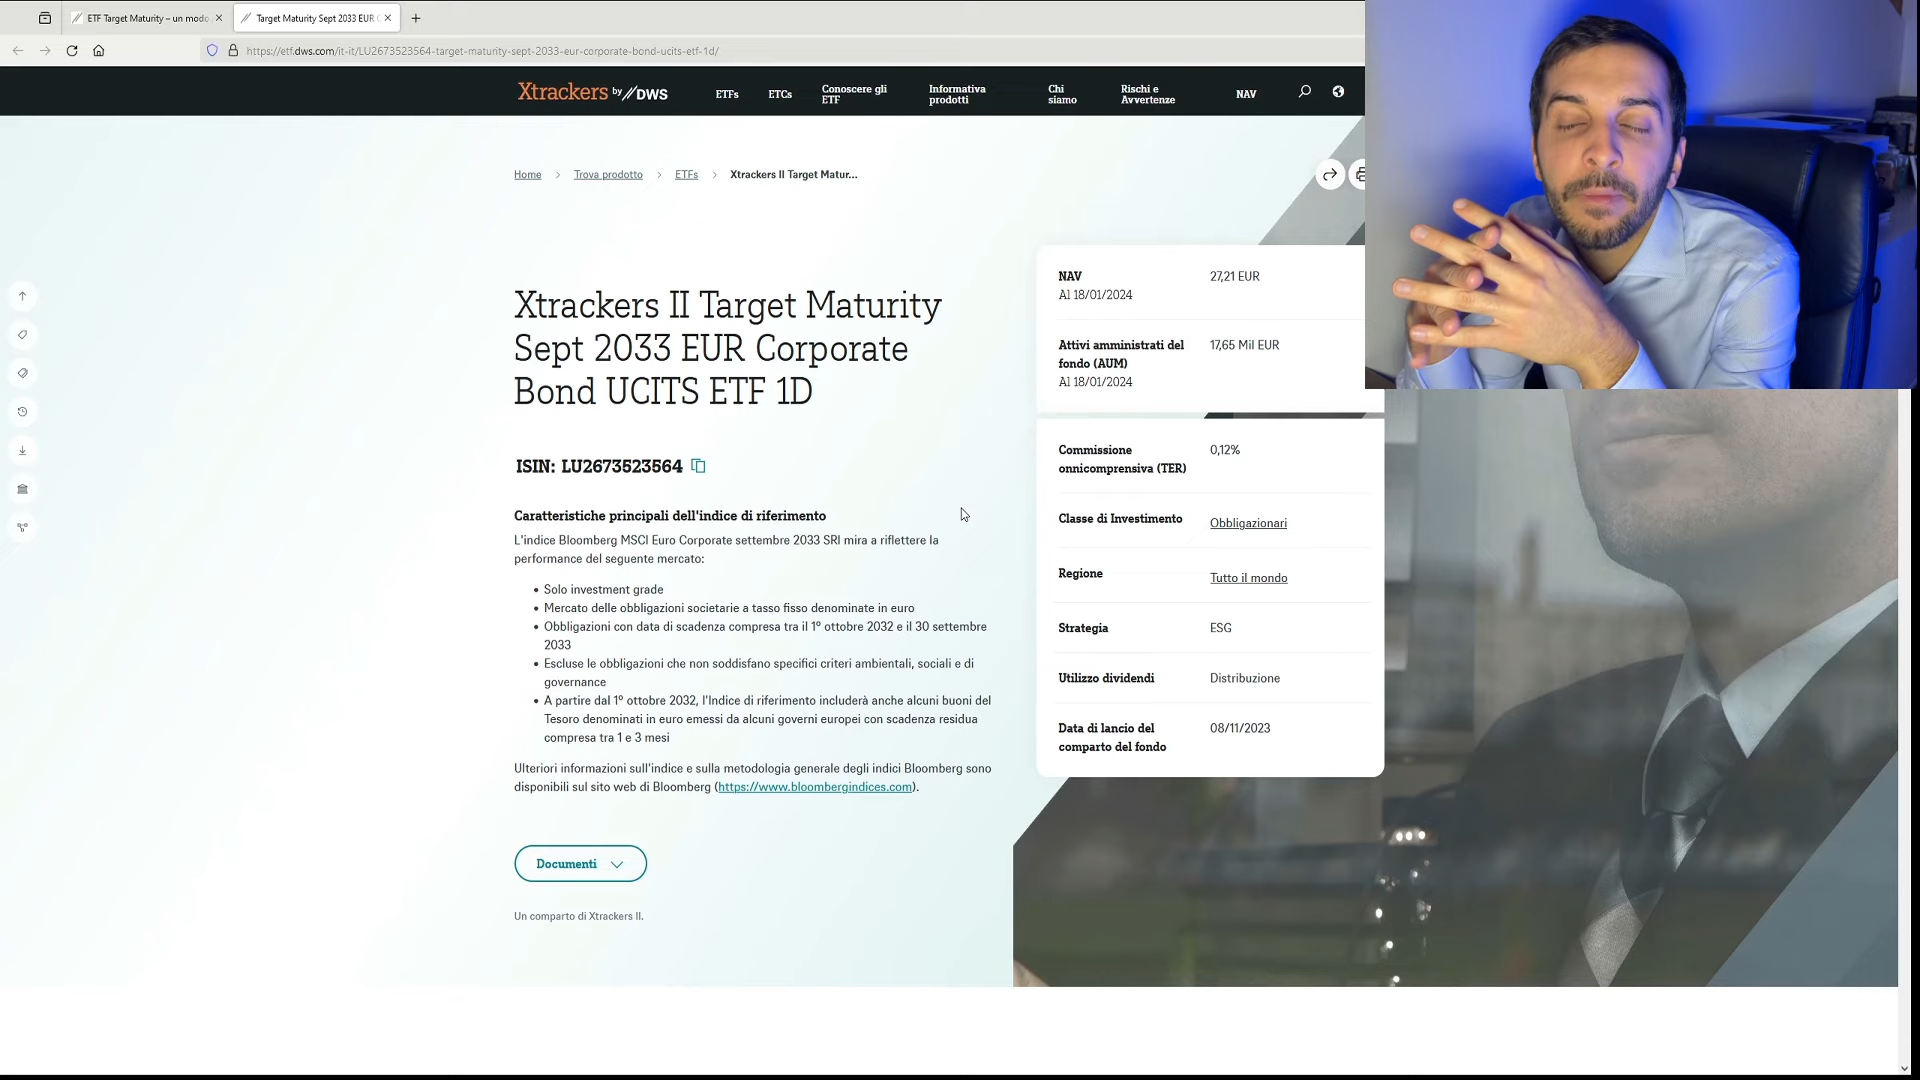 ETF Target Maturity – un modo
Target Maturity Sept 2033 EUR C
https://etf.dws.com/it-it/LU2673523564-target-maturity-sept-2033-eur-corporate-bond-ucits-etf-1d/
Xtrackers by //DWS
ETFs
ETCs
Conoscere gli
ETF
Informativa
prodotti
Chi
siamo
Rischi e
Avvertenze
NAV
Home
Trova prodotto
ETFs
Xtrackers II Target Matur...
Xtrackers II Target Maturity
Sept 2033 EUR Corporate
Bond UCITS ETF 1D
ISIN: LU2673523564
Caratteristiche principali dell'indice di riferimento
L'indice Bloomberg MSCI Euro Corporate settembre 2033 SRI mira a riflettere la
performance del seguente mercato:
• Solo investment grade
• Mercato delle obbligazioni societarie a tasso fisso denominate in euro
• Obbligazioni con data di scadenza compresa tra il 1° ottobre 2032 e il 30 settembre
2033
• Escluse le obbligazioni che non soddisfano specifici criteri ambientali, sociali e di
governance
• A partire dal 1° ottobre 2032, l'Indice di riferimento includerà anche alcuni buoni del
Tesoro denominati in euro emessi da alcuni governi europei con scadenza residua
compresa tra 1 e 3 mesi
Ulteriori informazioni sull'indice e sulla metodologia generale degli indici Bloomberg sono
disponibili sul sito web di Bloomberg (https://www.bloombergindices.com).
Documenti
Un comparto di Xtrackers II.
NAV
Al 18/01/2024
27,21 EUR
Attivi amministrati del
fondo (AUM)
Al 18/01/2024
17,65 Mil EUR
Commissione
onnicomprensiva (TER)
0,12%
Classe di Investimento
Obbligazionari
Regione
Tutto il mondo
Strategia
ESG
Utilizzo dividendi
Distribuzione
Data di lancio del
comparto del fondo
08/11/2023